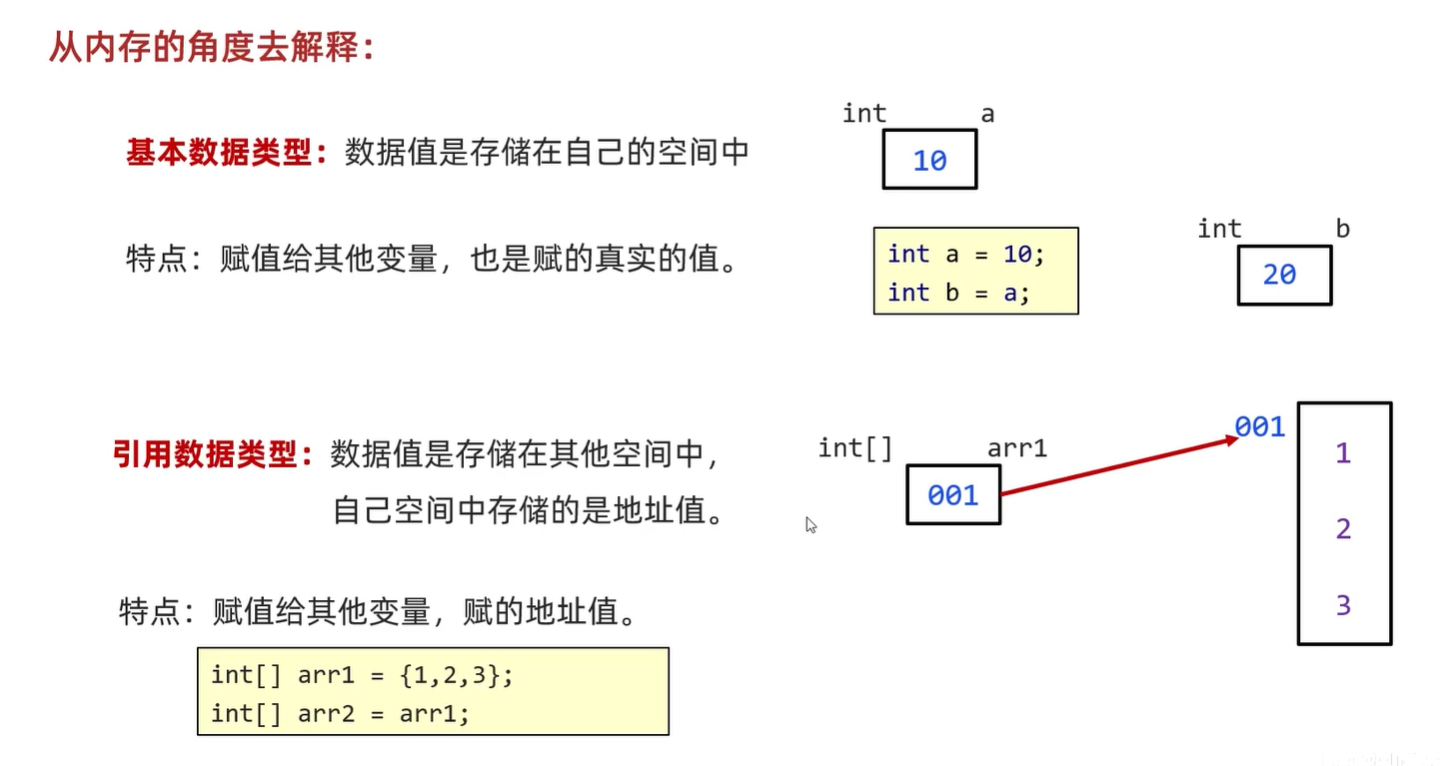 从内存的角度去解释：
int a
基本数据类型：数据值是存储在自己的空间中
10
int b
特点：赋值给其他变量，也是赋的真实的值。
int a = 10;
int b = a;
20
引用数据类型：数据值是存储在其他空间中，
自己空间中存储的是地址值。
int[] arr1
001
001
1
2
3
特点：赋值给其他变量，赋的地址值。
int[] arr1 = {1,2,3};
int[] arr2 = arr1;